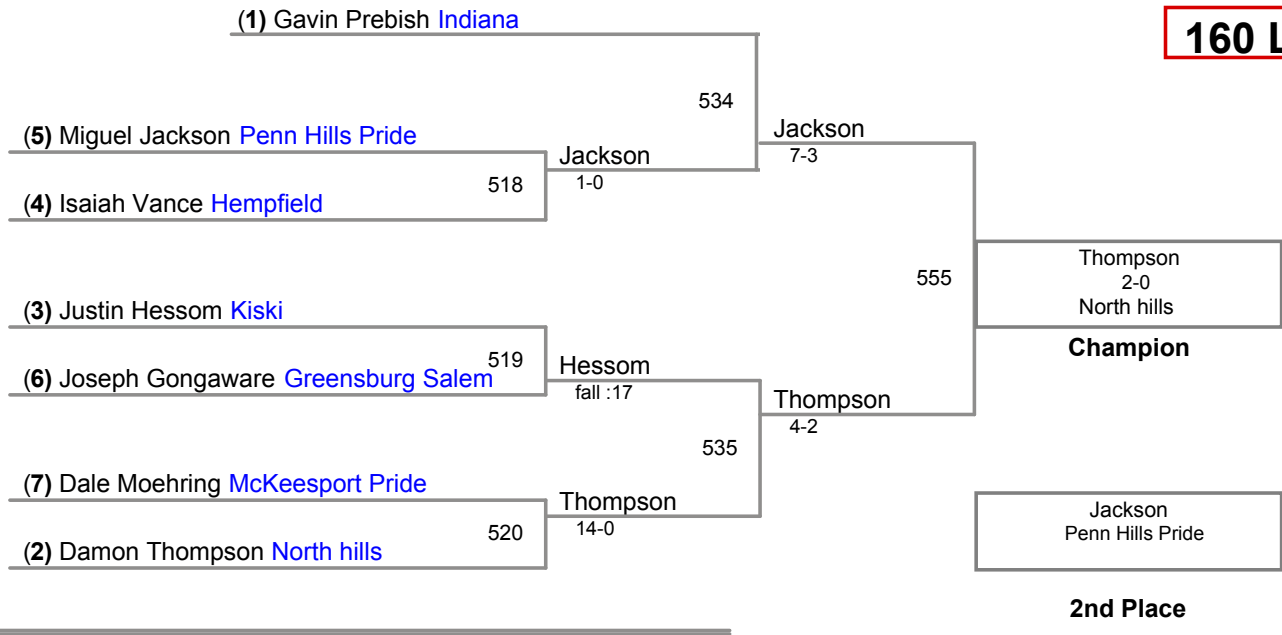 (1) Gavin Prebish Indiana
160 L
534
(5) Miguel Jackson Penn Hills Pride
Jackson
7-3
Jackson
1-0
518
(4) Isaiah Vance Hempfield
555
Thompson
2-0
North hills
Champion
(3) Justin Hessom Kiski
519
Hessom
fall :17
(6) Joseph Gongaware Greensburg Salem
Thompson
4-2
535
(7) Dale Moehring McKeesport Pride
Thompson
14-0
520
(2) Damon Thompson North hills
Jackson
Penn Hills Pride
2nd Place